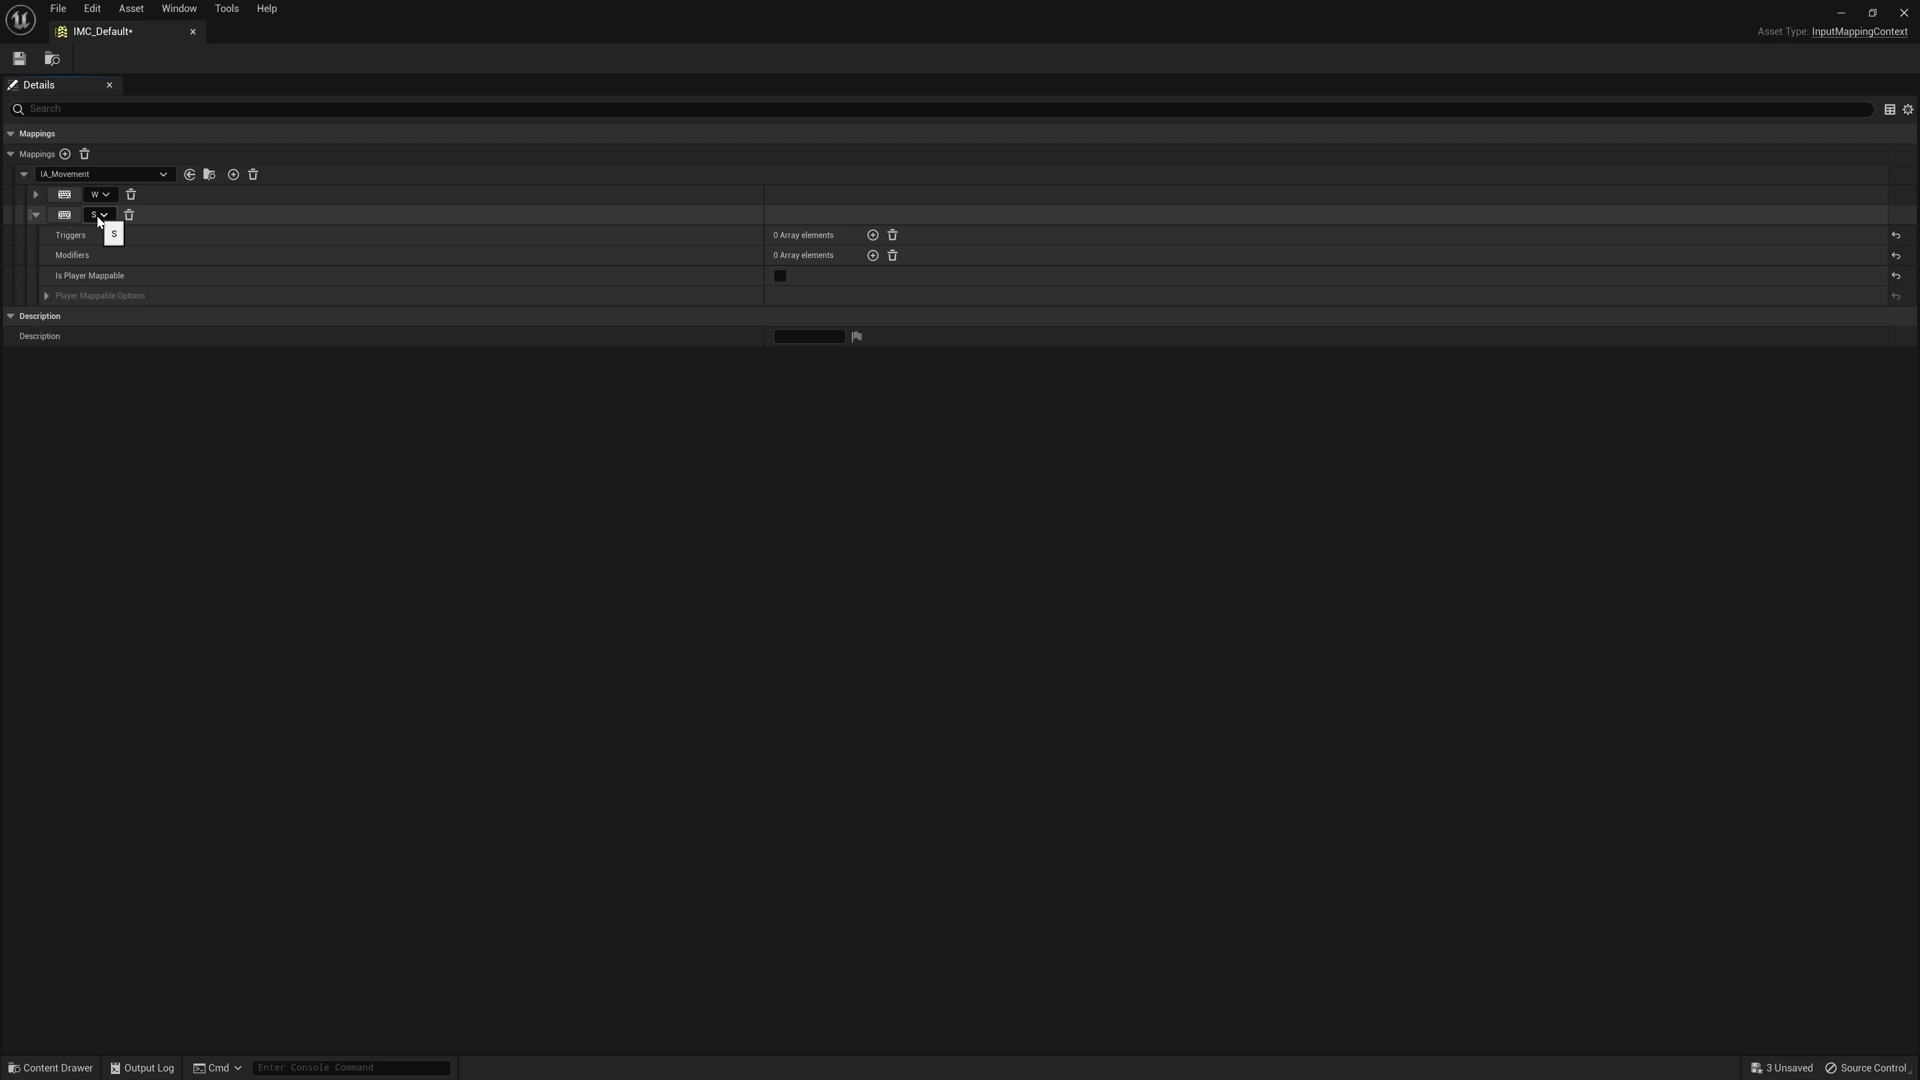 File Edit Asset Window Tools Help
IMC_Default*
Asset Type: InputMappingContext
Details
Search
Mappings
Mappings
IA_Movement
W
S
S
Triggers 0 Array elements
Modifiers 0 Array elements
Is Player Mappable
Player Mappable Options
Description
Description
Content Drawer Output Log Cmd Enter Console Command 3 Unsaved Source Control